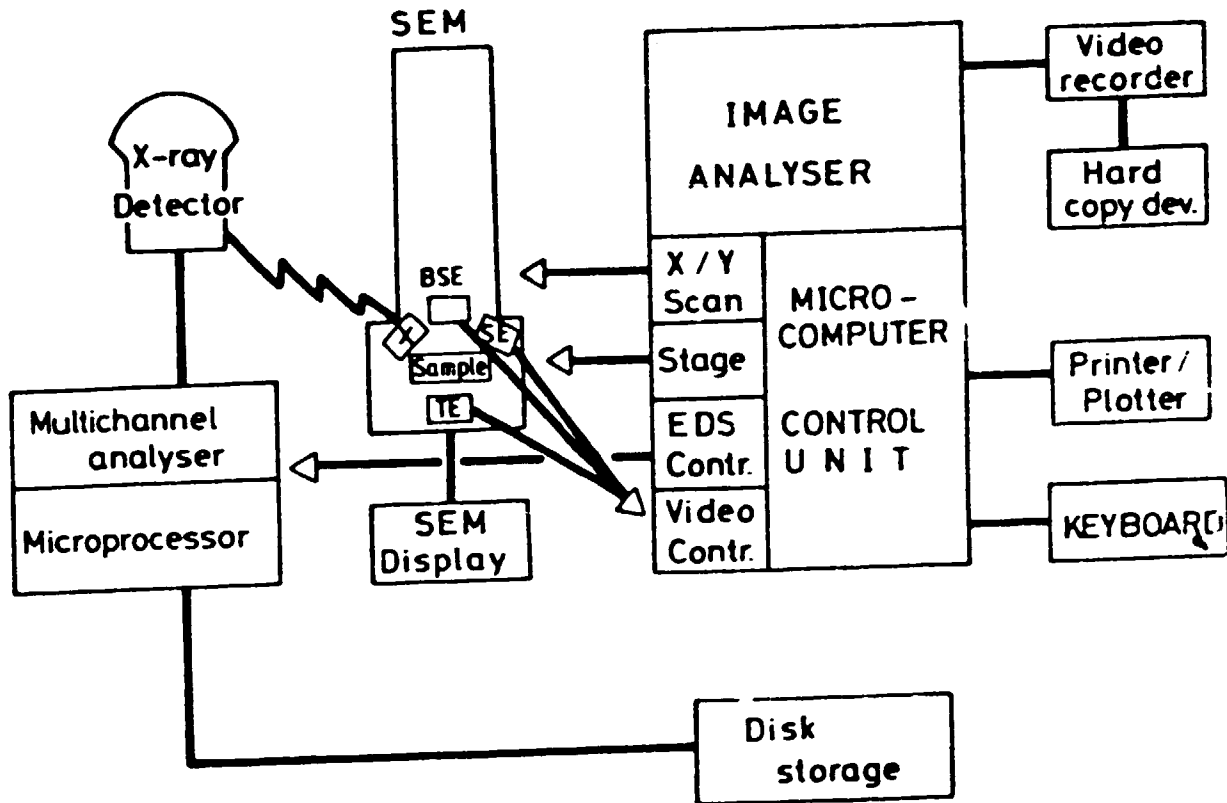 SEM
X-ray
Detector
BSE
X
SE
Sample
TE
Multichannel
analyser
Microprocessor
SEM
Display
IMAGE
ANALYSER
X / Y
Scan
Stage
EDS
Contr.
Video
Contr.
MICRO-
COMPUTER
CONTROL
UNIT
Video
recorder
Hard
copy dev.
Printer /
Plotter
KEYBOARD
Disk
storage